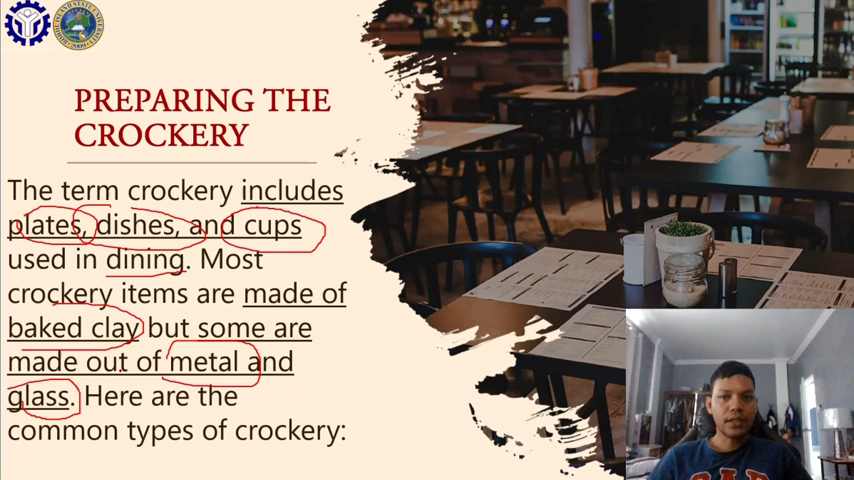 PREPARING THE
CROCKERY
The term crockery includes
plates, dishes, and cups
used in dining. Most
crockery items are made of
baked clay but some are
made out of metal and
glass. Here are the
common types of crockery:
GAP